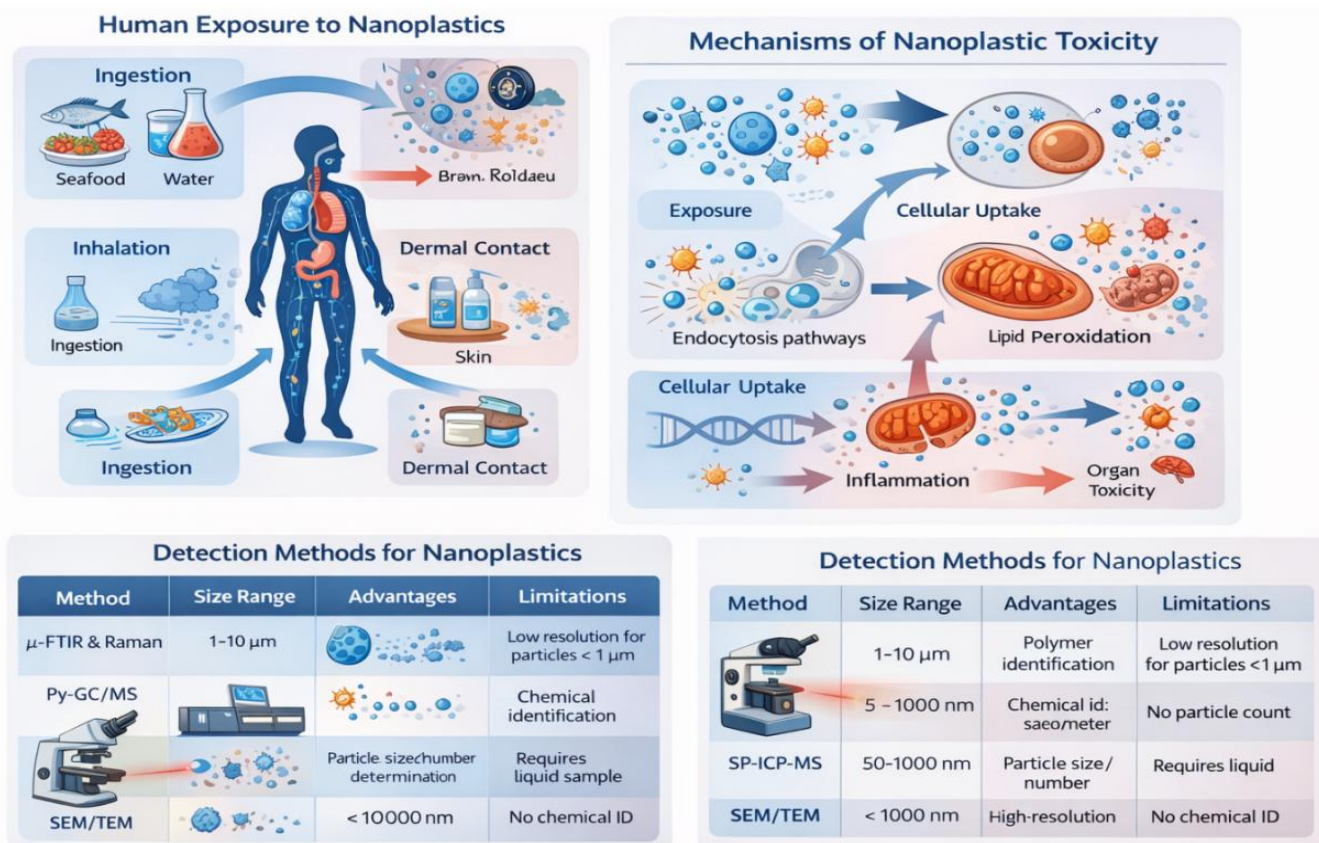 Human Exposure to Nanoplastics
Ingestion
Seafood
Water
Bram. Roldaeu
Inhalation
Ingestion
Dermal Contact
Skin
Ingestion
Dermal Contact
Mechanisms of Nanoplastic Toxicity
Exposure
Cellular Uptake
Endocytosis pathways
Lipid Peroxidation
Cellular Uptake
Inflammation
Organ
Toxicity
Detection Methods for Nanoplastics
Method Size Range Advantages Limitations
μ-FTIR & Raman 1-10 μm Low resolution for
particles < 1 μm
Py-GC/MS Chemical
identification
Particle sizechumber
determination
Requires
liquid sample
SEM/TEM < 10000 nm No chemical ID
Detection Methods for Nanoplastics
Method Size Range Advantages Limitations
1-10 μm Polymer
identification
Low resolution
for particles <1 μm
5 -1000 nm Chemical id:
saeo/meter
No particle count
SP-ICP-MS 50-1000 nm Particle size/
number
Requires liquid
SEM/TEM < 1000 nm High-resolution No chemical ID